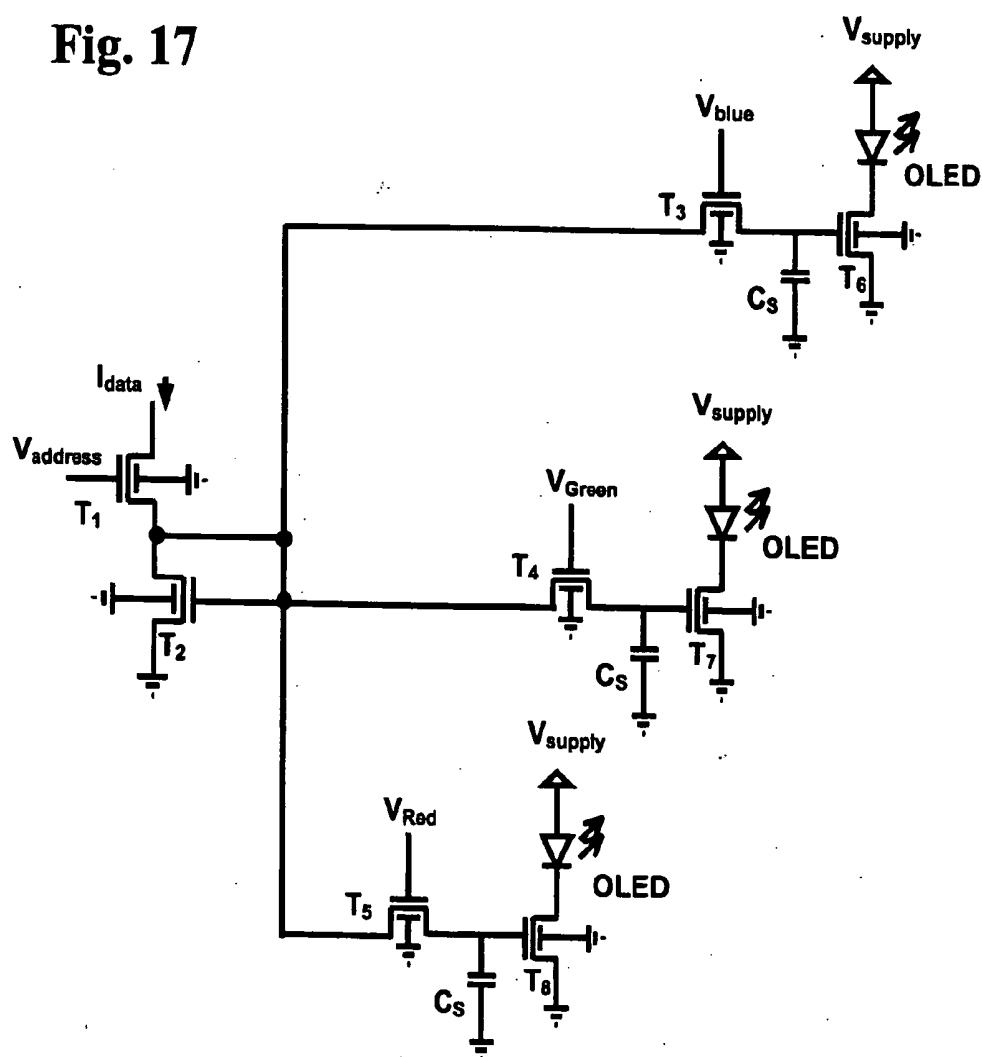 Fig. 17
Vsupply
Vblue
OLED
T3
T6
CS
Idata
Vsupply
Vaddress
VGreen
T1
OLED
T4
T2
T7
CS
Vsupply
VRed
OLED
T5
T8
CS